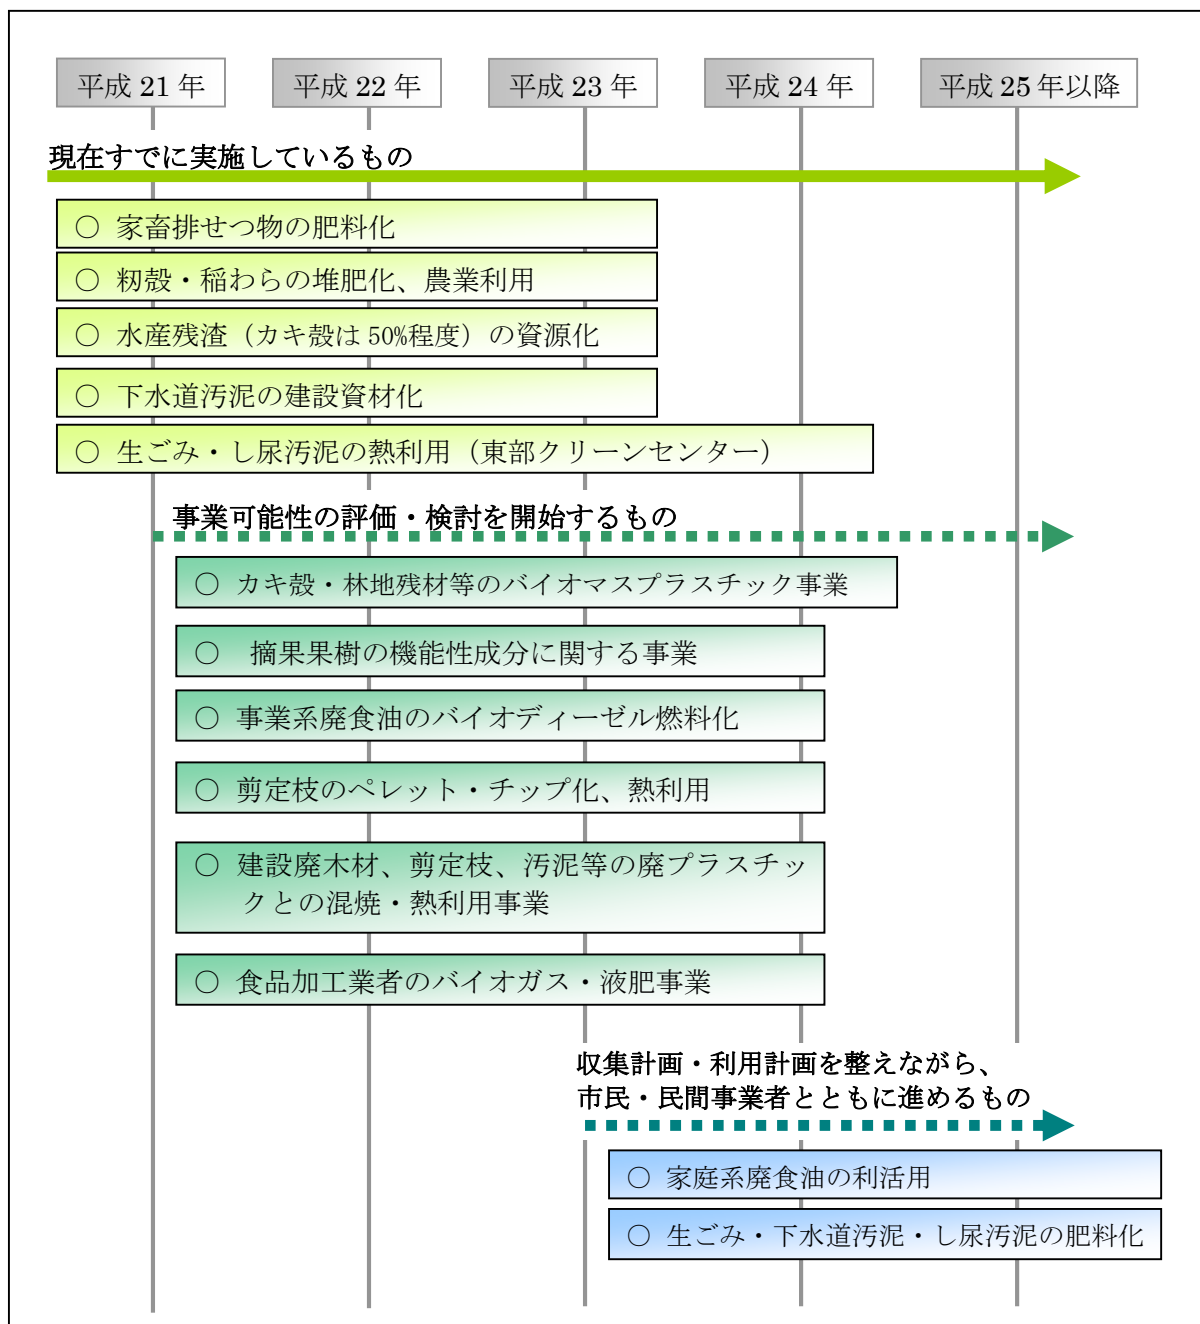 平成 21 年 平成 22 年 平成 23 年 平成 24 年 平成 25 年以降
現在すでに実施しているもの
○ 家畜排せつ物の肥料化
○ 籾殻・稲わらの堆肥化、農業利用
○ 水産残渣（カキ殻は 50%程度）の資源化
○ 下水道汚泥の建設資材化
○ 生ごみ・し尿汚泥の熱利用（東部クリーンセンター）
事業可能性の評価・検討を開始するもの
○ カキ殻・林地残材等のバイオマスプラスチック事業
○ 摘果果樹の機能性成分に関する事業
○ 事業系廃食油のバイオディーゼル燃料化
○ 剪定枝のペレット・チップ化、熱利用
○ 建設廃木材、剪定枝、汚泥等の廃プラスチッ
クとの混焼・熱利用事業
○ 食品加工業者のバイオガス・液肥事業
収集計画・利用計画を整えながら、
市民・民間事業者とともに進めるもの
○ 家庭系廃食油の利活用
○ 生ごみ・下水道汚泥・し尿汚泥の肥料化